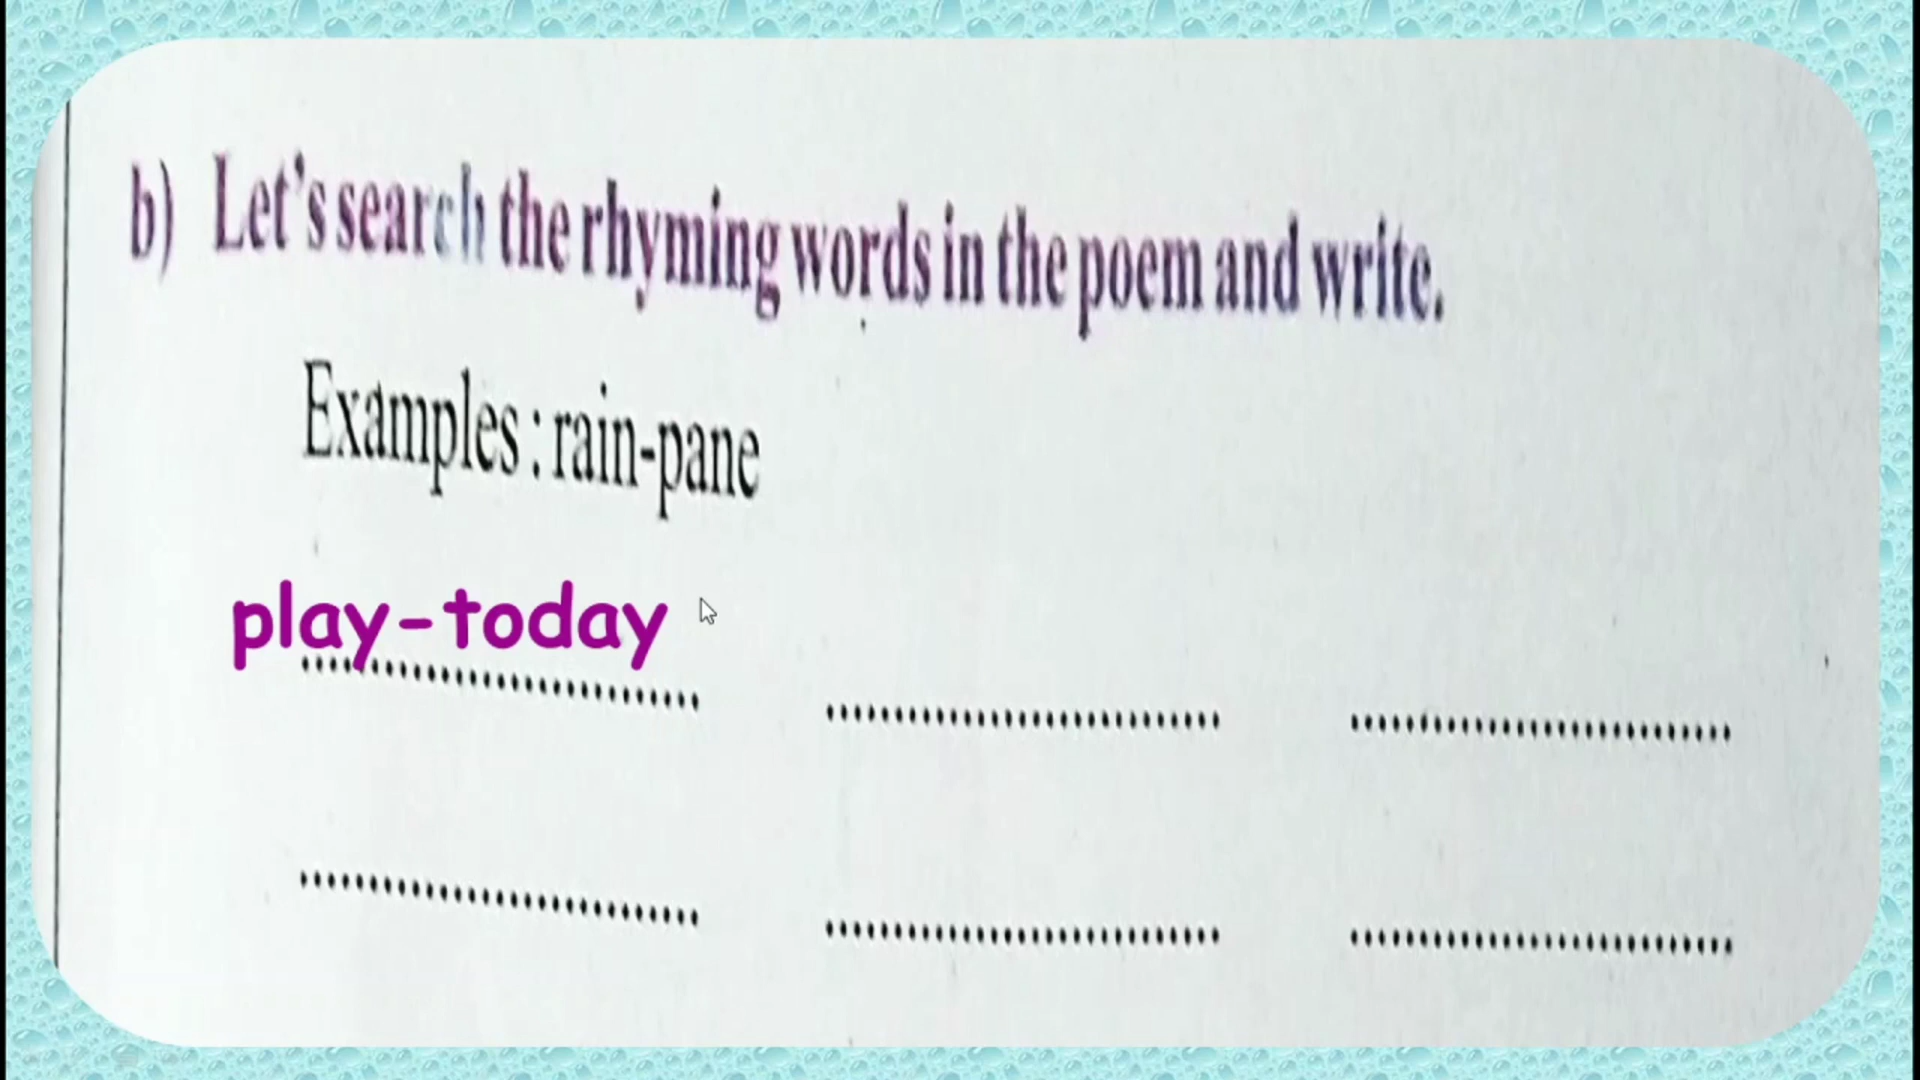 b) Let's search the rhyming words in the poem and write.
Examples : rain-pane
play-today